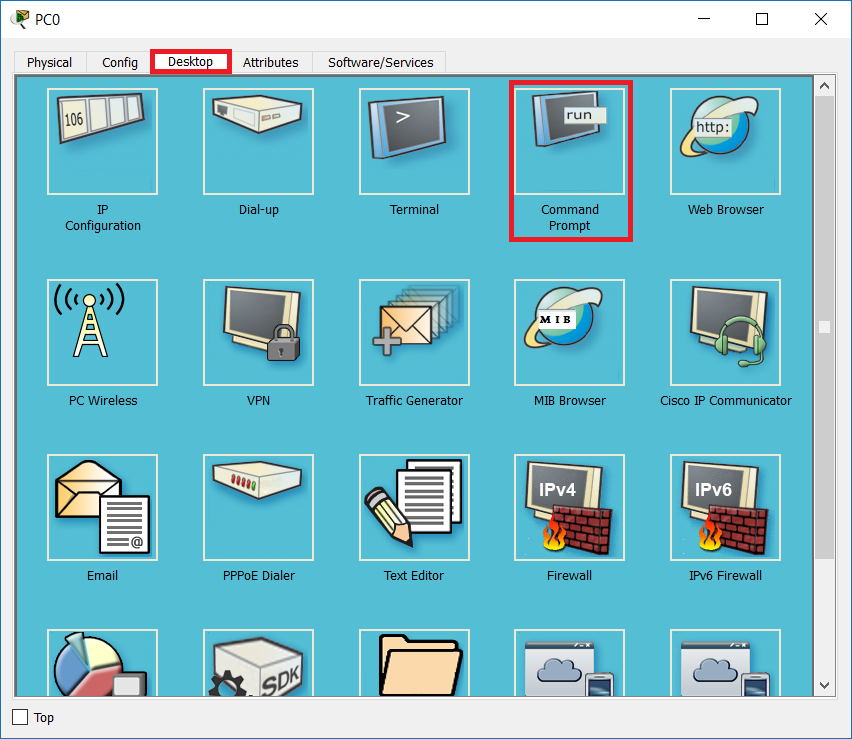 PC0
Physical Config Desktop Attributes Software/Services
106
>
run
http:
IP
Configuration
Dial-up
Terminal
Command
Prompt
Web Browser
MIB
PC Wireless
VPN
Traffic Generator
MIB Browser
Cisco IP Communicator
@
IPv4
IPv6
Email
PPPoE Dialer
Text Editor
Firewall
IPv6 Firewall
SDK
Top